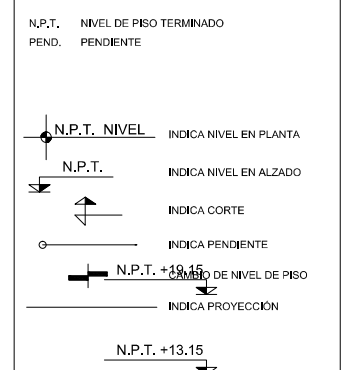 N.P.T. NIVEL DE PISO TERMINADO
PEND. PENDIENTE
N.P.T. NIVEL INDICA NIVEL EN PLANTA
N.P.T. INDICA NIVEL EN ALZADO
INDICA CORTE
INDICA PENDIENTE
N.P.T. +19.15
CAMBIO DE NIVEL DE PISO
INDICA PROYECCIÓN
N.P.T. +13.15